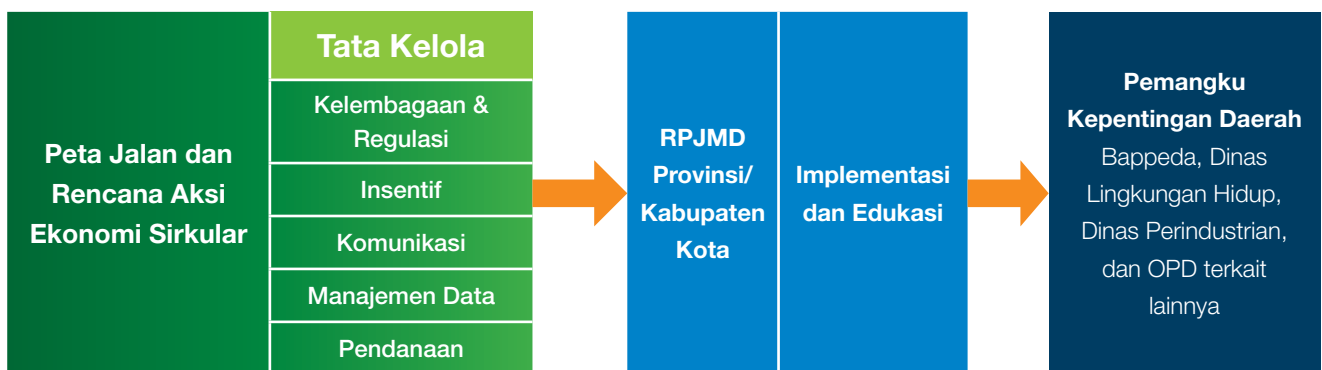 Peta Jalan dan
Rencana Aksi
Ekonomi Sirkular
Tata Kelola
Kelembagaan &
Regulasi
Insentif
Komunikasi
Manajemen Data
Pendanaan
RPJMD
Provinsi/
Kabupaten
Kota
Implementasi
dan Edukasi
Pemangku
Kepentingan Daerah
Bappeda, Dinas
Lingkungan Hidup,
Dinas Perindustrian,
dan OPD terkait
lainnya